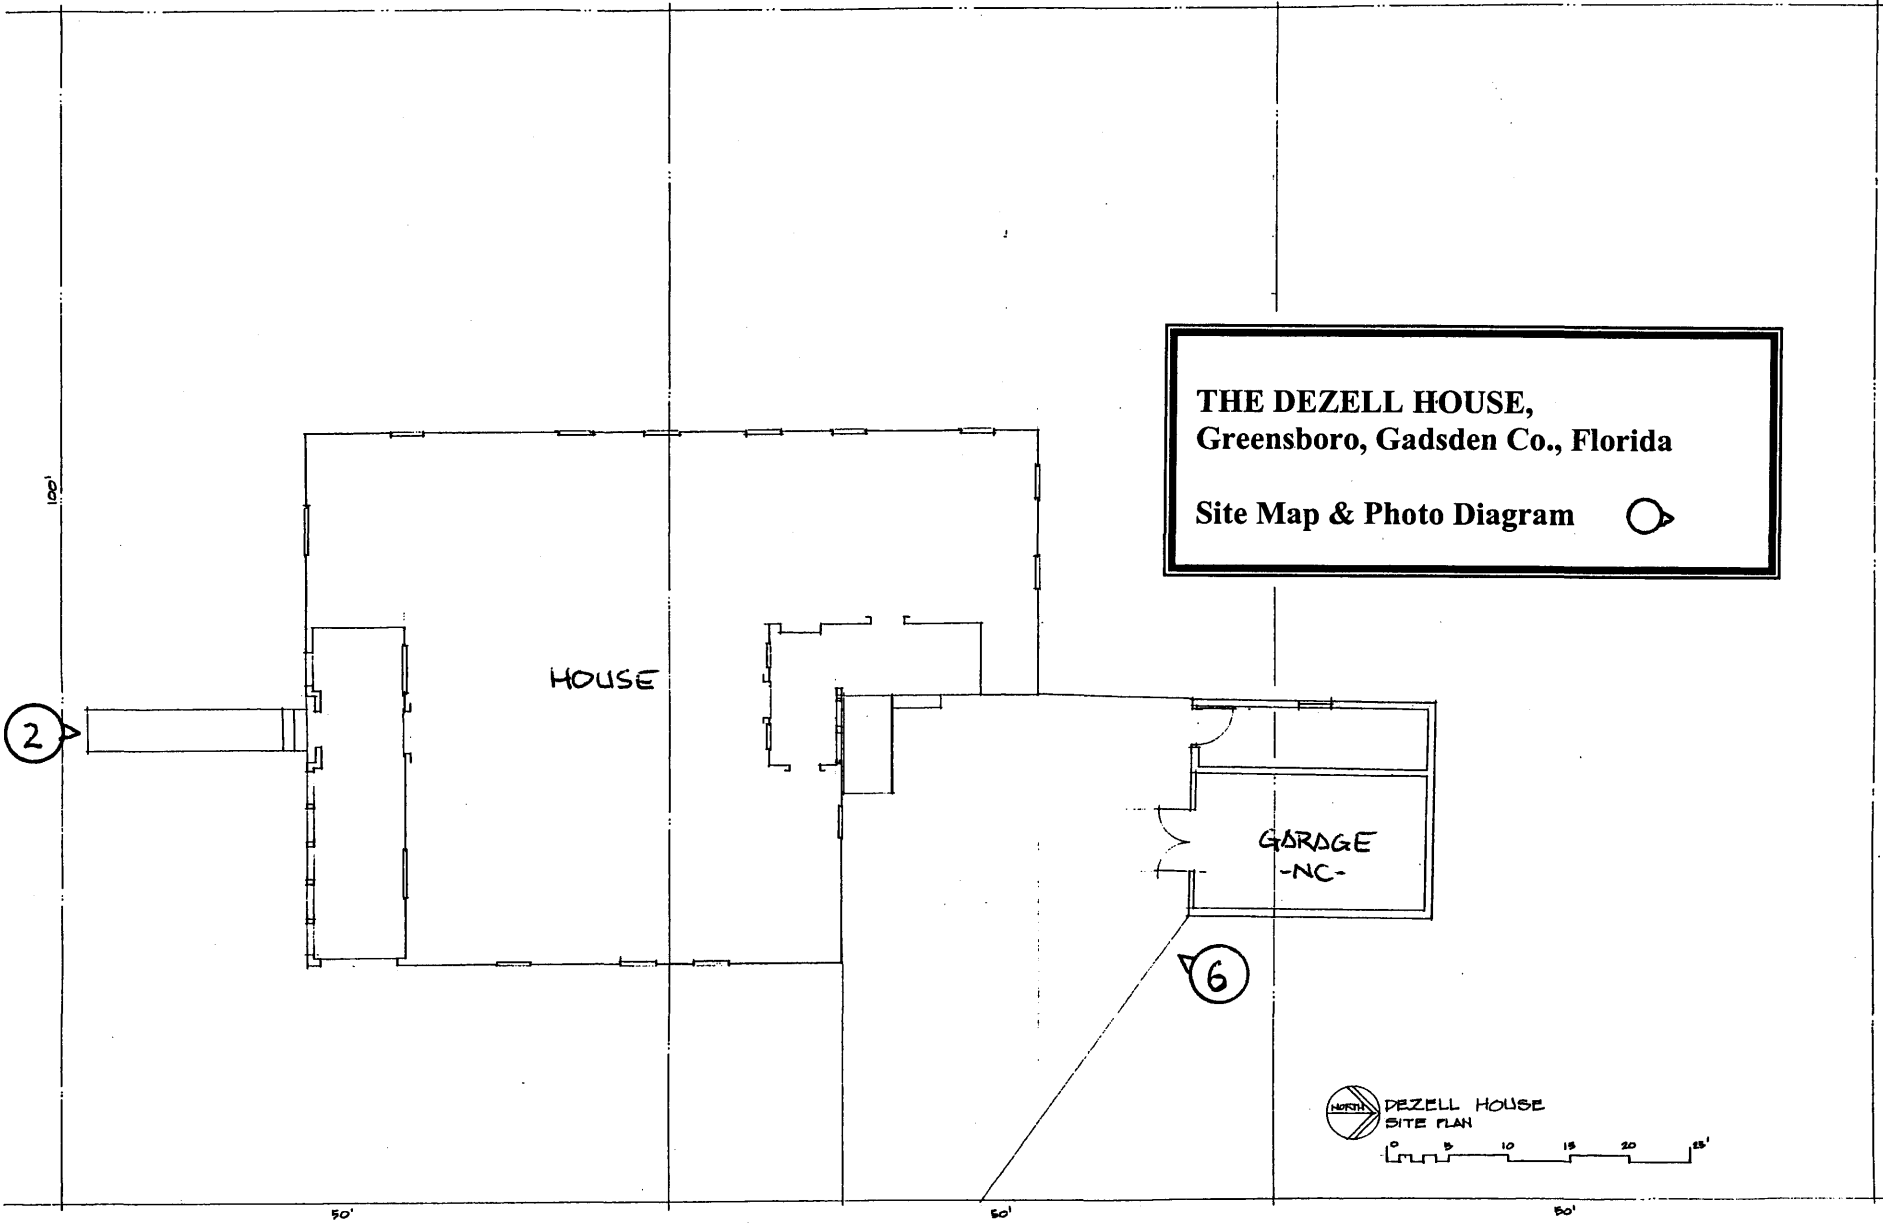 THE DEZELL HOUSE,
Greensboro, Gadsden Co., Florida
Site Map & Photo Diagram
100'
HOUSE
2
GARAGE
-NC-
6
NORTH
DEZELL HOUSE
SITE PLAN
0 5 10 15 20 25'
50' 50' 50'